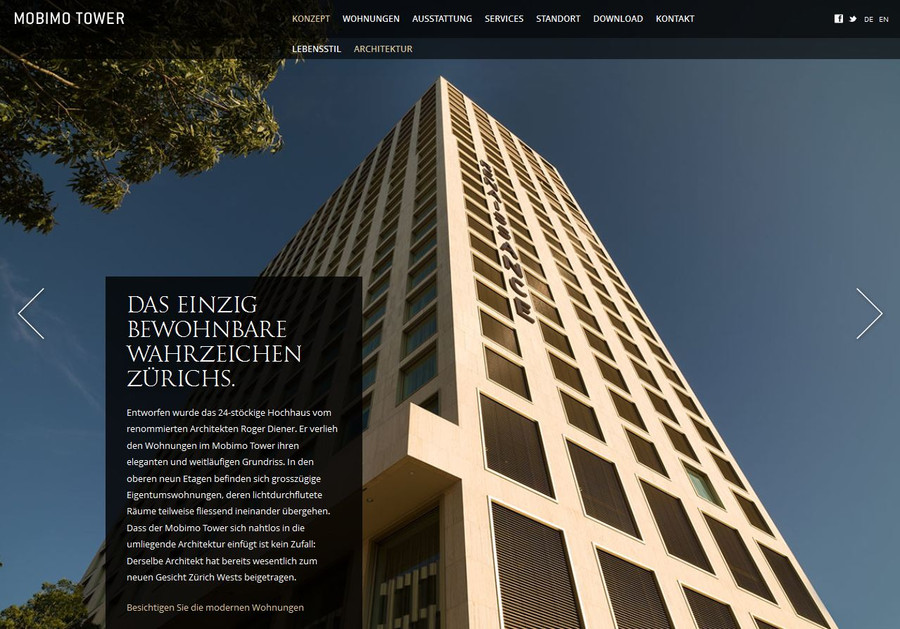 MOBIMO TOWER
KONZEPT WOHNUNGEN AUSSTATTUNG SERVICES STANDORT DOWNLOAD KONTAKT
DE EN
LEBENSSTIL ARCHITEKTUR
RENAISSANCE
DAS EINZIG
BEWOHNBARE
WAHRZEICHEN
ZÜRICHS.
Entworfen wurde das 24-stöckige Hochhaus vom
renommierten Architekten Roger Diener. Er verlieh
den Wohnungen im Mobimo Tower ihren
eleganten und weitläufigen Grundriss. In den
oberen neun Etagen befinden sich grosszügige
Eigentumswohnungen, deren lichtdurchflutete
Räume teilweise fliessend ineinander übergehen.
Dass der Mobimo Tower sich nahtlos in die
umliegende Architektur einfügt ist kein Zufall:
Derselbe Architekt hat bereits wesentlich zum
neuen Gesicht Zürich Wests beigetragen.
Besichtigen Sie die modernen Wohnungen